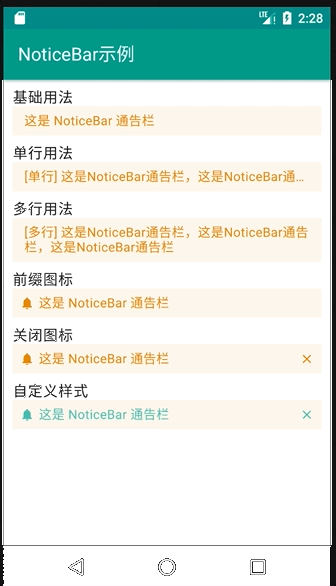 LTE 2:28
NoticeBar示例
基础用法
这是 NoticeBar 通告栏
单行用法
[单行] 这是NoticeBar通告栏，这是NoticeBar通...
多行用法
[多行] 这是NoticeBar通告栏，这是NoticeBar通告
栏，这是NoticeBar通告栏
前缀图标
这是 NoticeBar 通告栏
关闭图标
这是 NoticeBar 通告栏
自定义样式
这是 NoticeBar 通告栏